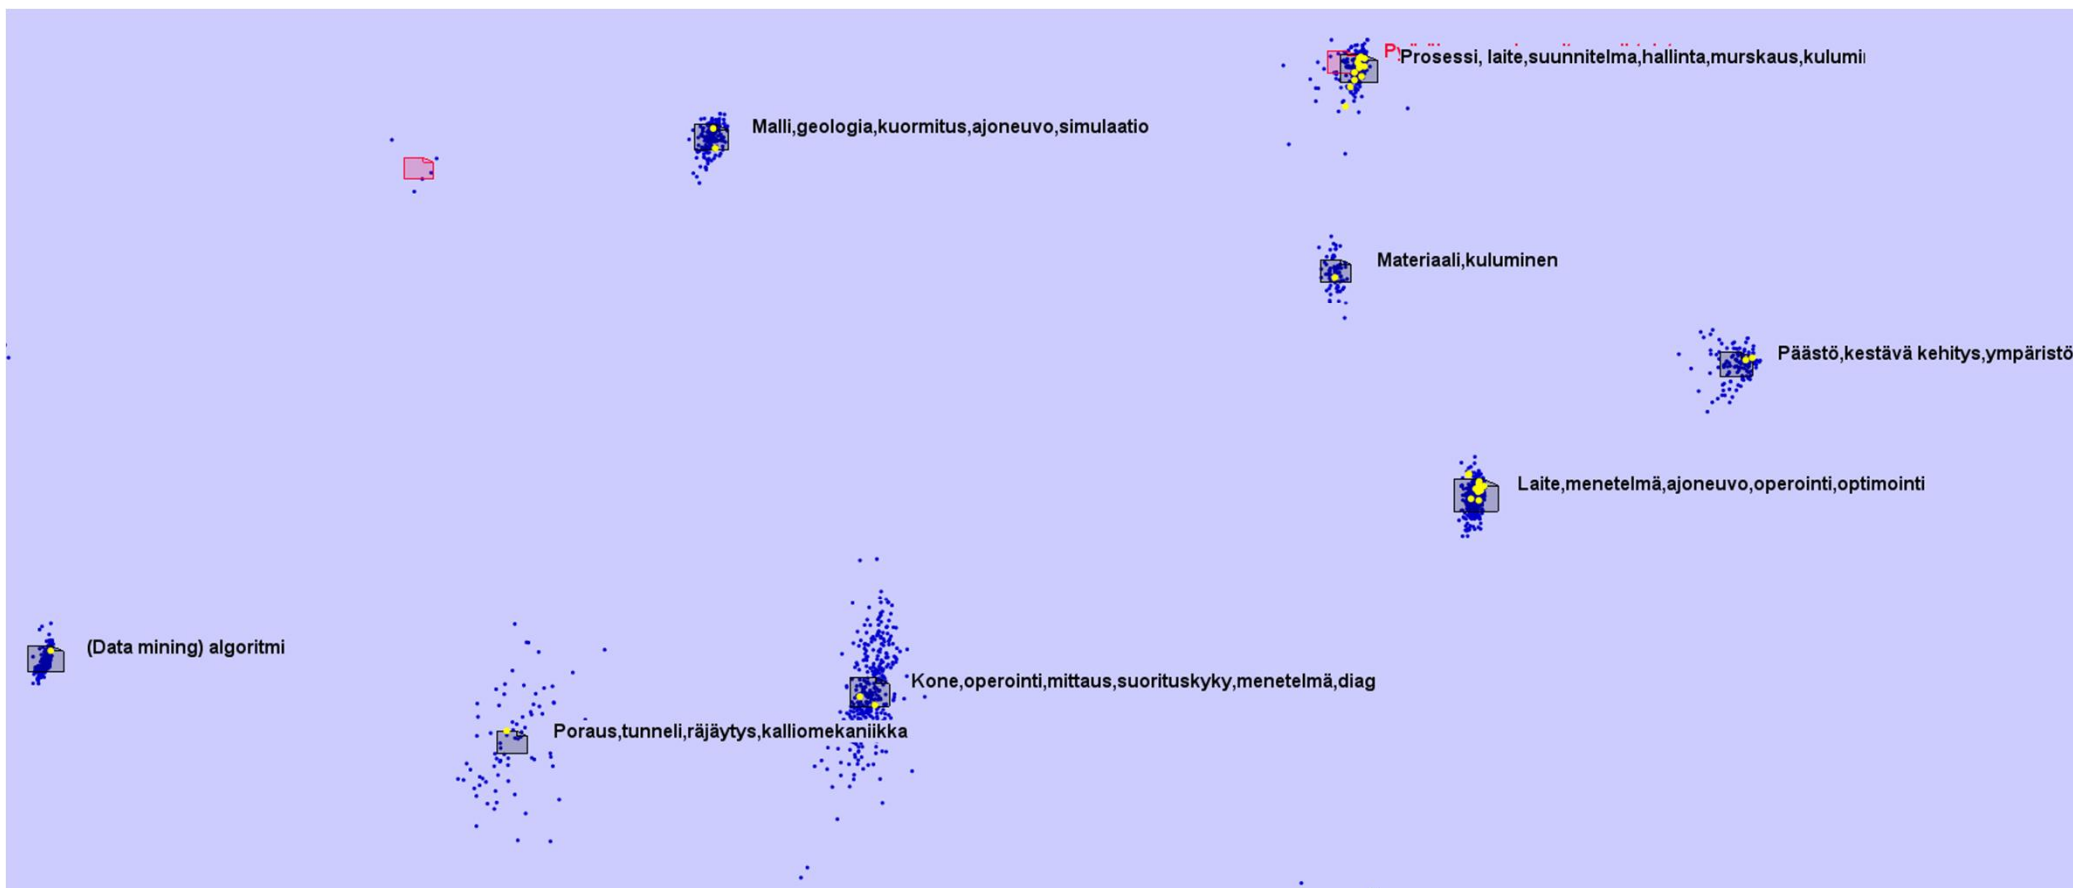 Prosessi, laite,suunnitelma,hallinta,murskaus,kulumi
Malli,geologia,kuormitus,ajoneuvo,simulaatio
Materiaali,kuluminen
Päästö,kestävä kehitys,ympäristö
Laite,menetelmä,ajoneuvo,operointi,optimointi
(Data mining) algoritmi
Kone,operointi,mittaus,suorituskyky,menetelmä,diag
Poraus,tunneli,räjäytys,kalliomekaniikka